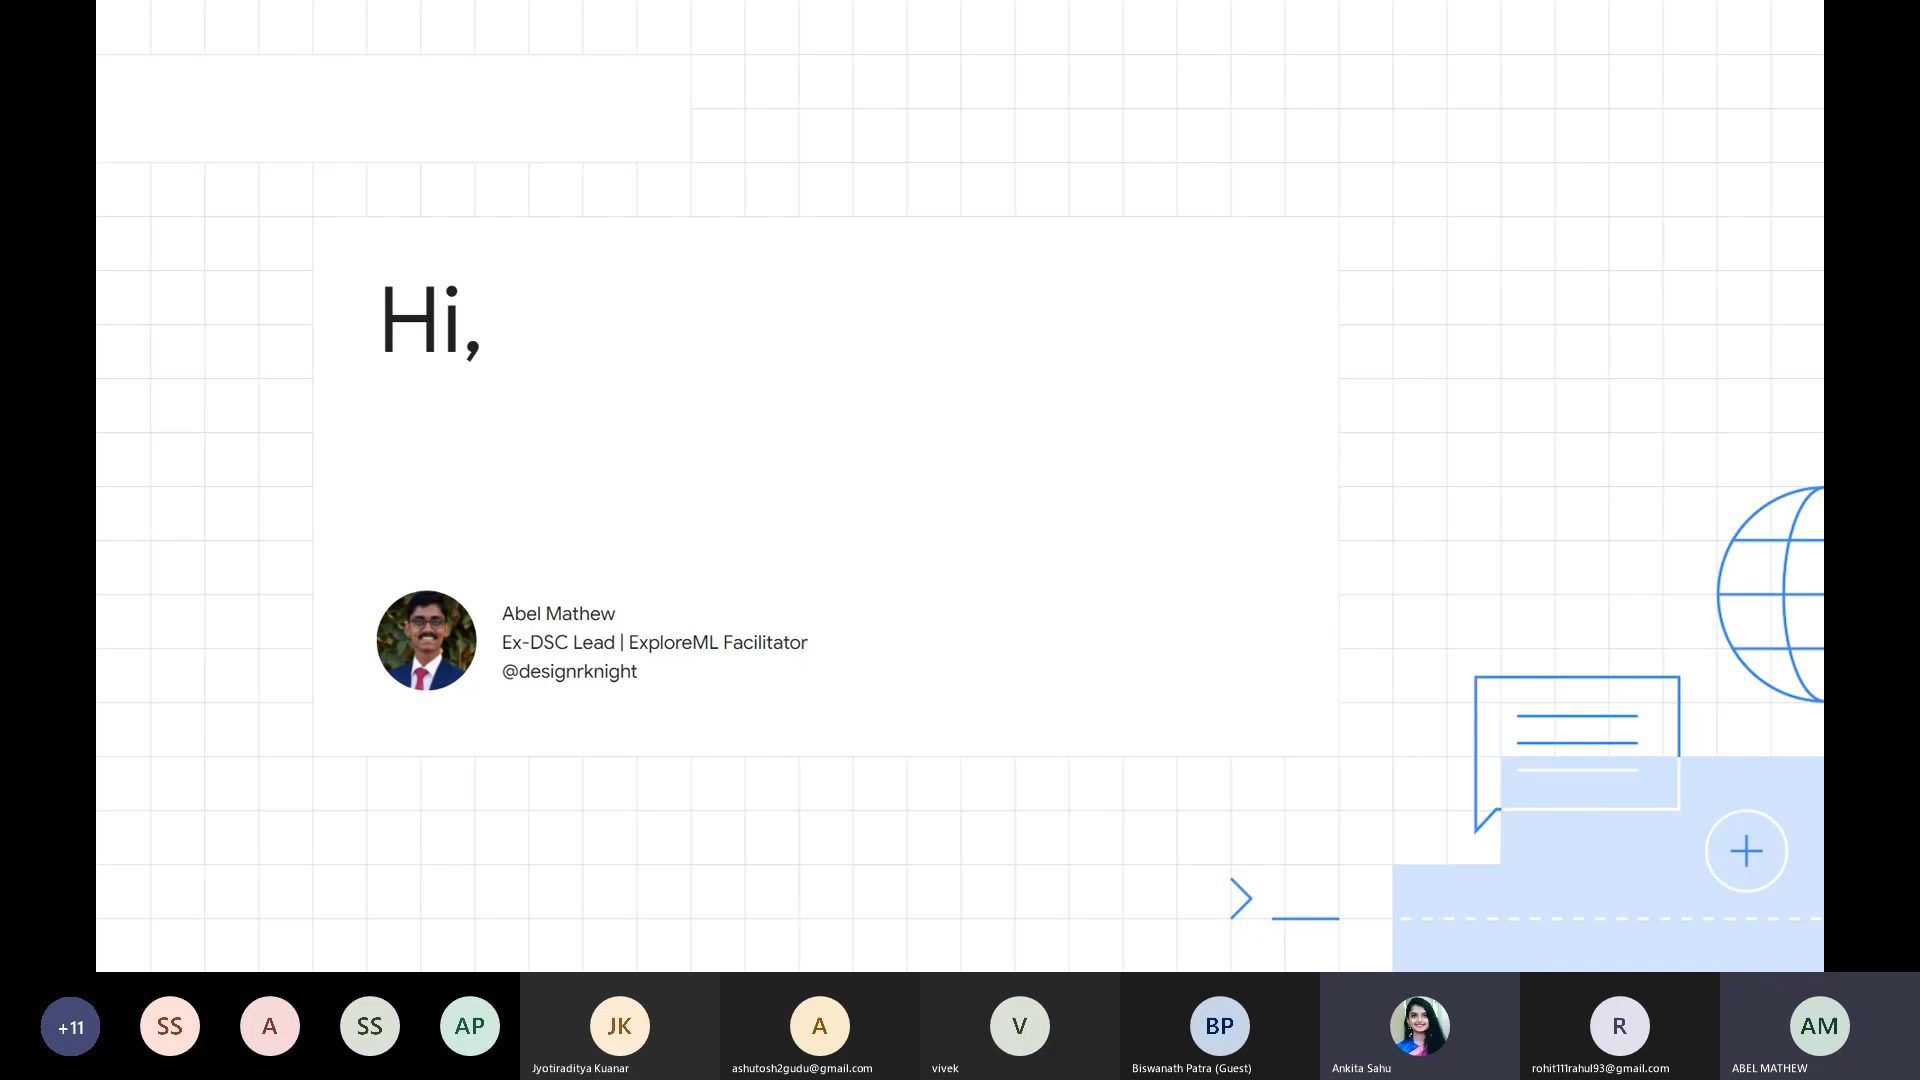 Hi,
Abel Mathew
Ex-DSC Lead | ExploreML Facilitator
@designrknight
+11
SS
A
SS
AP
JK
Jyotiraditya Kuanar
A
ashutosh2gudu@gmail.com
V
vivek
BP
Biswanath Patra (Guest)
Ankita Sahu
R
rohit111rahul93@gmail.com
AM
ABEL MATHEW